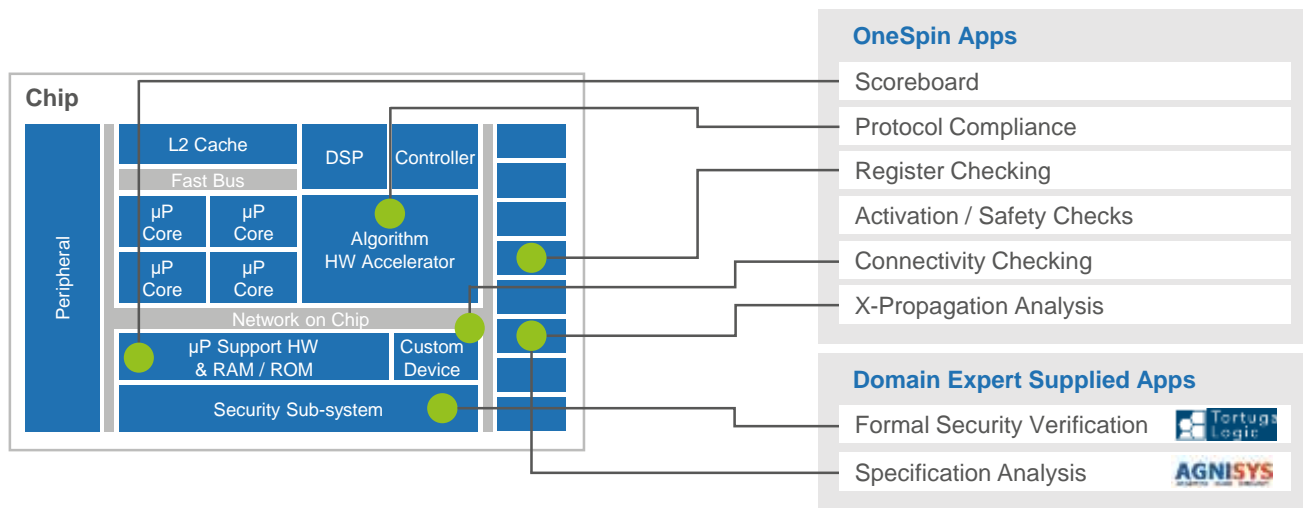 Chip
Peripheral
L2 Cache
Fast Bus
DSP
Controller
µP
Core
µP
Core
µP
Core
µP
Core
Algorithm
HW Accelerator
Network on Chip
µP Support HW
& RAM / ROM
Custom
Device
Security Sub-system
OneSpin Apps
Scoreboard
Protocol Compliance
Register Checking
Activation / Safety Checks
Connectivity Checking
X-Propagation Analysis
Domain Expert Supplied Apps
Formal Security Verification
Tortuga
Logic
Specification Analysis
AGNISYS